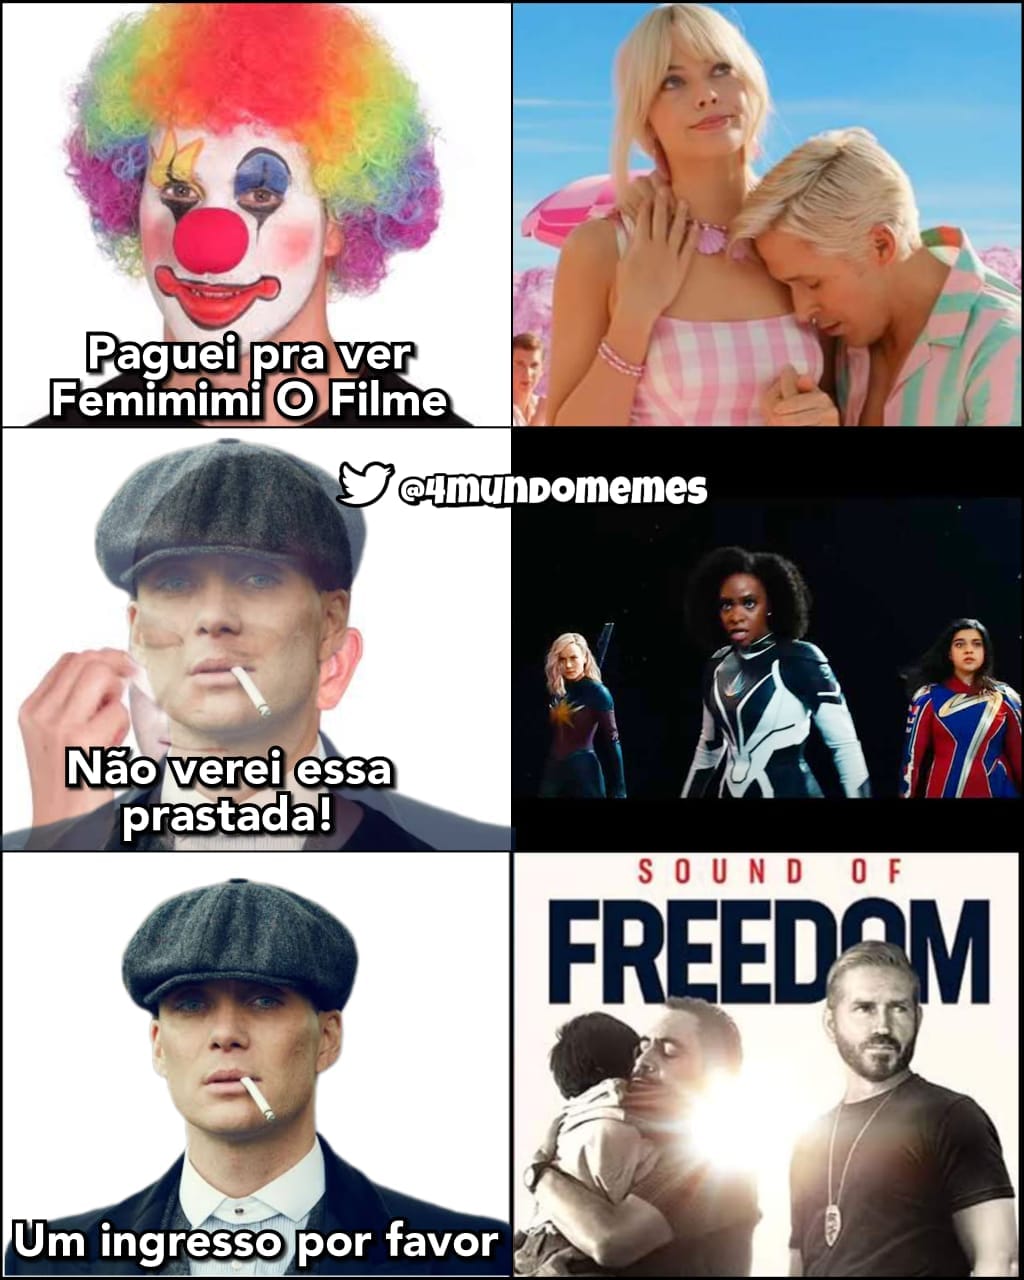 Paguei pra ver
Femimimi O Filme
@4mundomemes
Não verei essa
prastada!
SOUND OF
FREEDOM
Um ingresso por favor